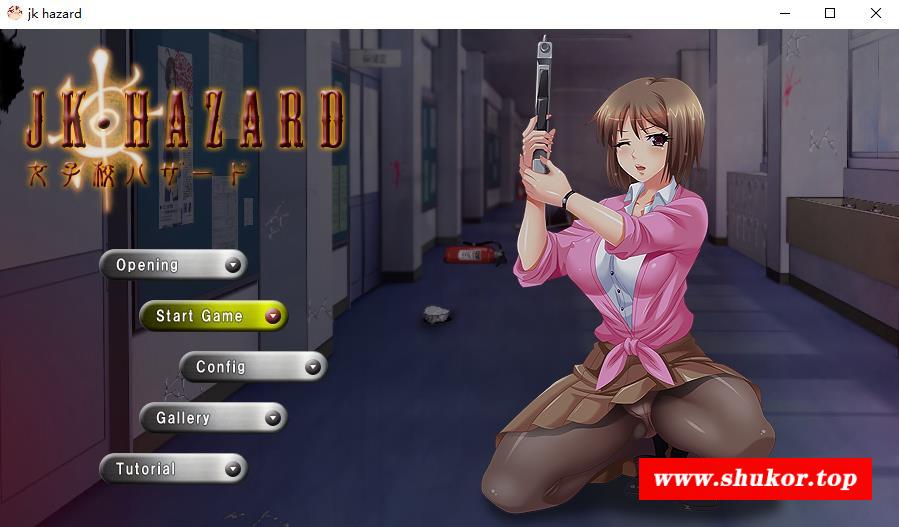 jk hazard
JK HAZARD
女子校ハザード
Opening
Start Game
Config
Gallery
Tutorial
www.shukor.top